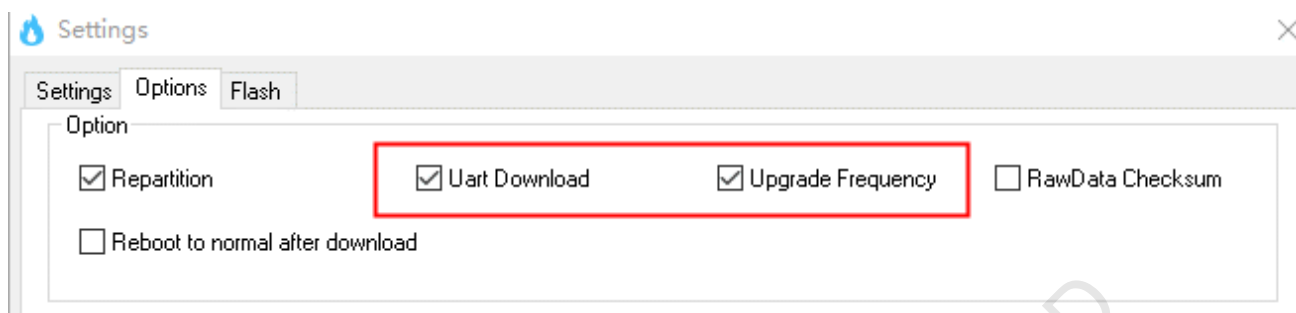 Settings
Settings Options Flash
Option
Repartition Uart Download Upgrade Frequency RawData Checksum
Reboot to normal after download